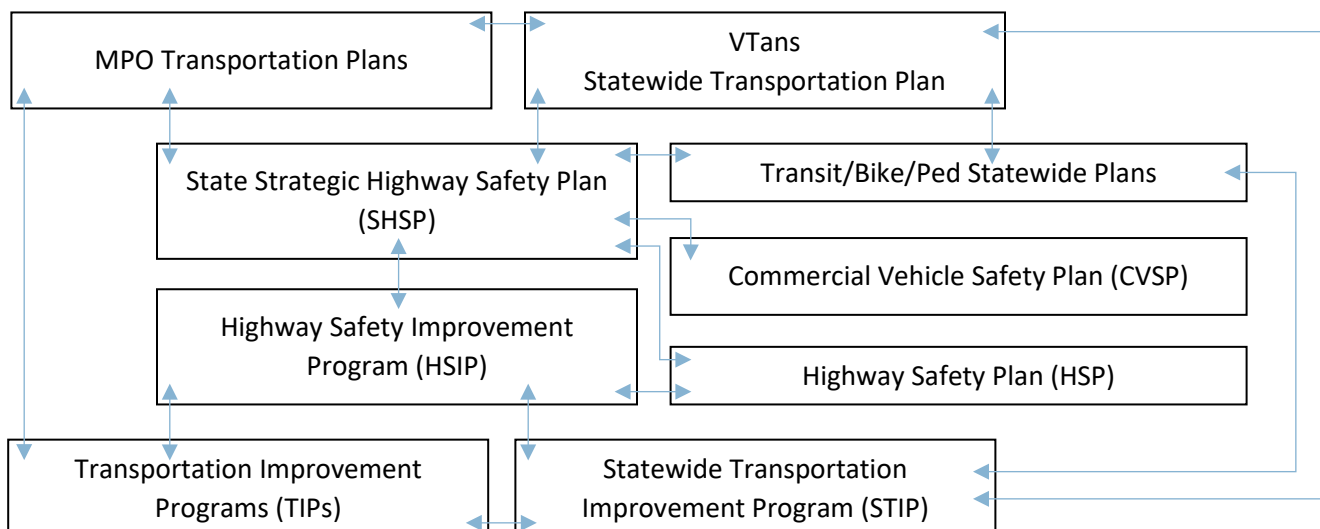 MPO Transportation Plans
VTans
Statewide Transportation Plan
State Strategic Highway Safety Plan
(SHSP)
Transit/Bike/Ped Statewide Plans
Commercial Vehicle Safety Plan (CVSP)
Highway Safety Improvement
Program (HSIP)
Highway Safety Plan (HSP)
Transportation Improvement
Programs (TIPs)
Statewide Transportation
Improvement Program (STIP)